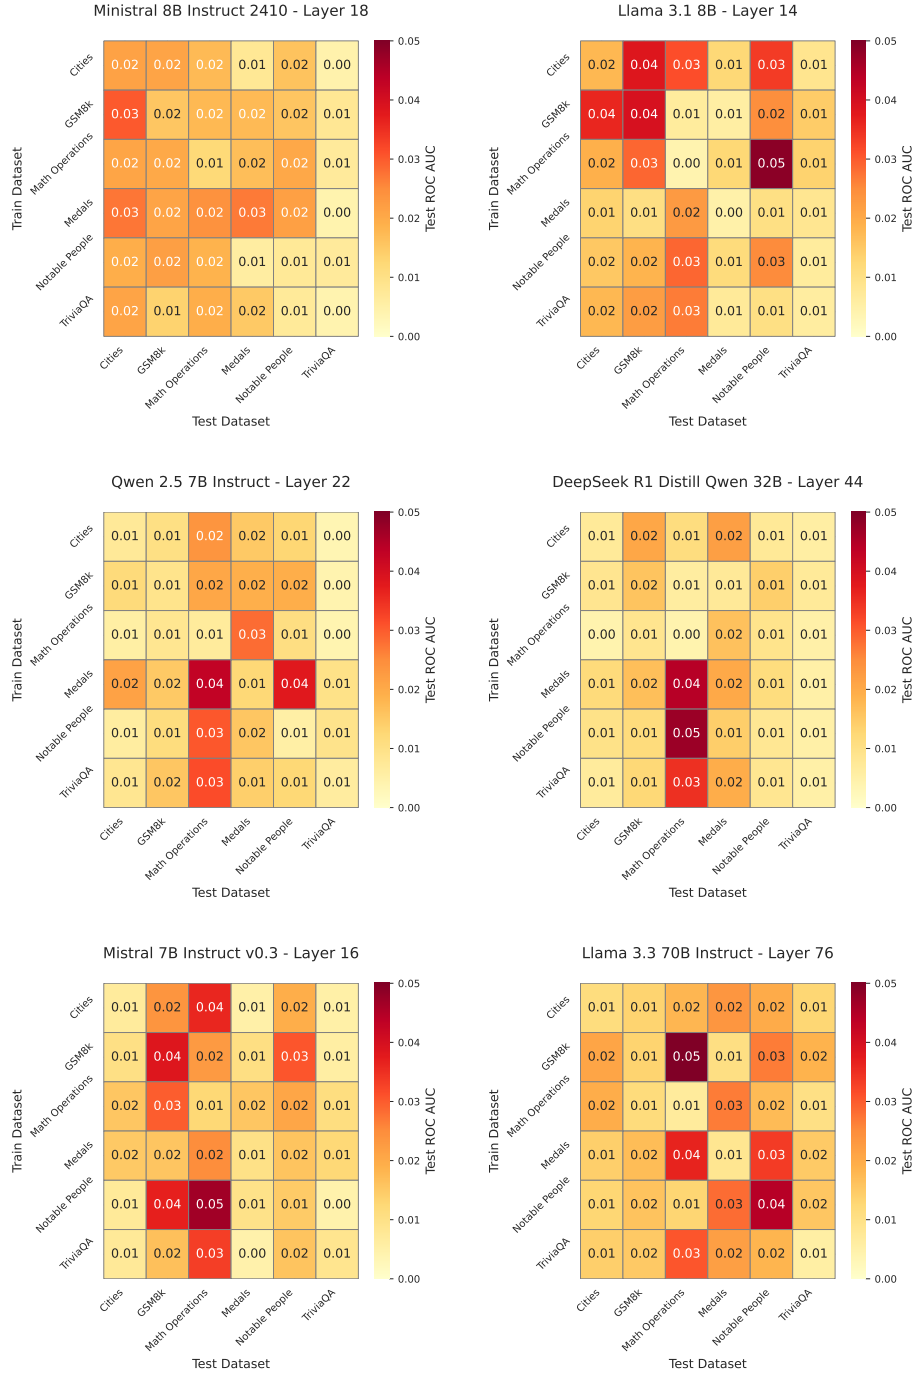 Ministral 8B Instruct 2410 - Layer 18
Train Dataset
Cities 0.02 0.02 0.02 0.01 0.02 0.00
GSM8k 0.03 0.02 0.02 0.02 0.02 0.01
Math Operations 0.02 0.02 0.01 0.02 0.02 0.01
Medals 0.03 0.02 0.02 0.03 0.02 0.00
Notable People 0.02 0.02 0.02 0.01 0.01 0.01
TriviaQA 0.02 0.01 0.02 0.02 0.01 0.00
Cities GSM8k Math Operations Medals Notable People TriviaQA
Test Dataset
0.05
0.04
0.03
0.02
0.01
0.00
Test ROC AUC
Llama 3.1 8B - Layer 14
Train Dataset
Cities 0.02 0.04 0.03 0.01 0.03 0.01
GSM8k 0.04 0.04 0.01 0.01 0.02 0.01
Math Operations 0.02 0.03 0.00 0.01 0.05 0.01
Medals 0.01 0.01 0.02 0.00 0.01 0.01
Notable People 0.02 0.02 0.03 0.01 0.03 0.01
TriviaQA 0.02 0.02 0.03 0.01 0.01 0.01
Cities GSM8k Math Operations Medals Notable People TriviaQA
Test Dataset
0.05
0.04
0.03
0.02
0.01
0.00
Test ROC AUC
Qwen 2.5 7B Instruct - Layer 22
Train Dataset
Cities 0.01 0.01 0.02 0.02 0.01 0.00
GSM8k 0.01 0.01 0.02 0.02 0.02 0.00
Math Operations 0.01 0.01 0.01 0.03 0.01 0.00
Medals 0.02 0.02 0.04 0.01 0.04 0.01
Notable People 0.01 0.01 0.03 0.02 0.01 0.01
TriviaQA 0.01 0.02 0.03 0.01 0.01 0.01
Cities GSM8k Math Operations Medals Notable People TriviaQA
Test Dataset
0.05
0.04
0.03
0.02
0.01
0.00
Test ROC AUC
DeepSeek R1 Distill Qwen 32B - Layer 44
Train Dataset
Cities 0.01 0.02 0.01 0.02 0.01 0.01
GSM8k 0.01 0.02 0.01 0.01 0.01 0.01
Math Operations 0.00 0.01 0.00 0.02 0.01 0.01
Medals 0.01 0.02 0.04 0.02 0.01 0.01
Notable People 0.01 0.01 0.05 0.01 0.01 0.01
TriviaQA 0.01 0.01 0.03 0.02 0.01 0.01
Cities GSM8k Math Operations Medals Notable People TriviaQA
Test Dataset
0.05
0.04
0.03
0.02
0.01
0.00
Test ROC AUC
Mistral 7B Instruct v0.3 - Layer 16
Train Dataset
Cities 0.01 0.02 0.04 0.01 0.02 0.01
GSM8k 0.01 0.04 0.02 0.01 0.03 0.01
Math Operations 0.02 0.03 0.01 0.02 0.02 0.01
Medals 0.02 0.02 0.02 0.01 0.02 0.01
Notable People 0.01 0.04 0.05 0.01 0.01 0.00
TriviaQA 0.01 0.02 0.03 0.00 0.02 0.01
Cities GSM8k Math Operations Medals Notable People TriviaQA
Test Dataset
0.05
0.04
0.03
0.02
0.01
0.00
Test ROC AUC
Llama 3.3 70B Instruct - Layer 76
Train Dataset
Cities 0.01 0.01 0.02 0.02 0.02 0.01
GSM8k 0.02 0.01 0.05 0.01 0.03 0.02
Math Operations 0.02 0.01 0.01 0.03 0.02 0.01
Medals 0.01 0.02 0.04 0.01 0.03 0.02
Notable People 0.01 0.02 0.01 0.03 0.04 0.02
TriviaQA 0.01 0.02 0.03 0.02 0.02 0.01
Cities GSM8k Math Operations Medals Notable People TriviaQA
Test Dataset
0.05
0.04
0.03
0.02
0.01
0.00
Test ROC AUC